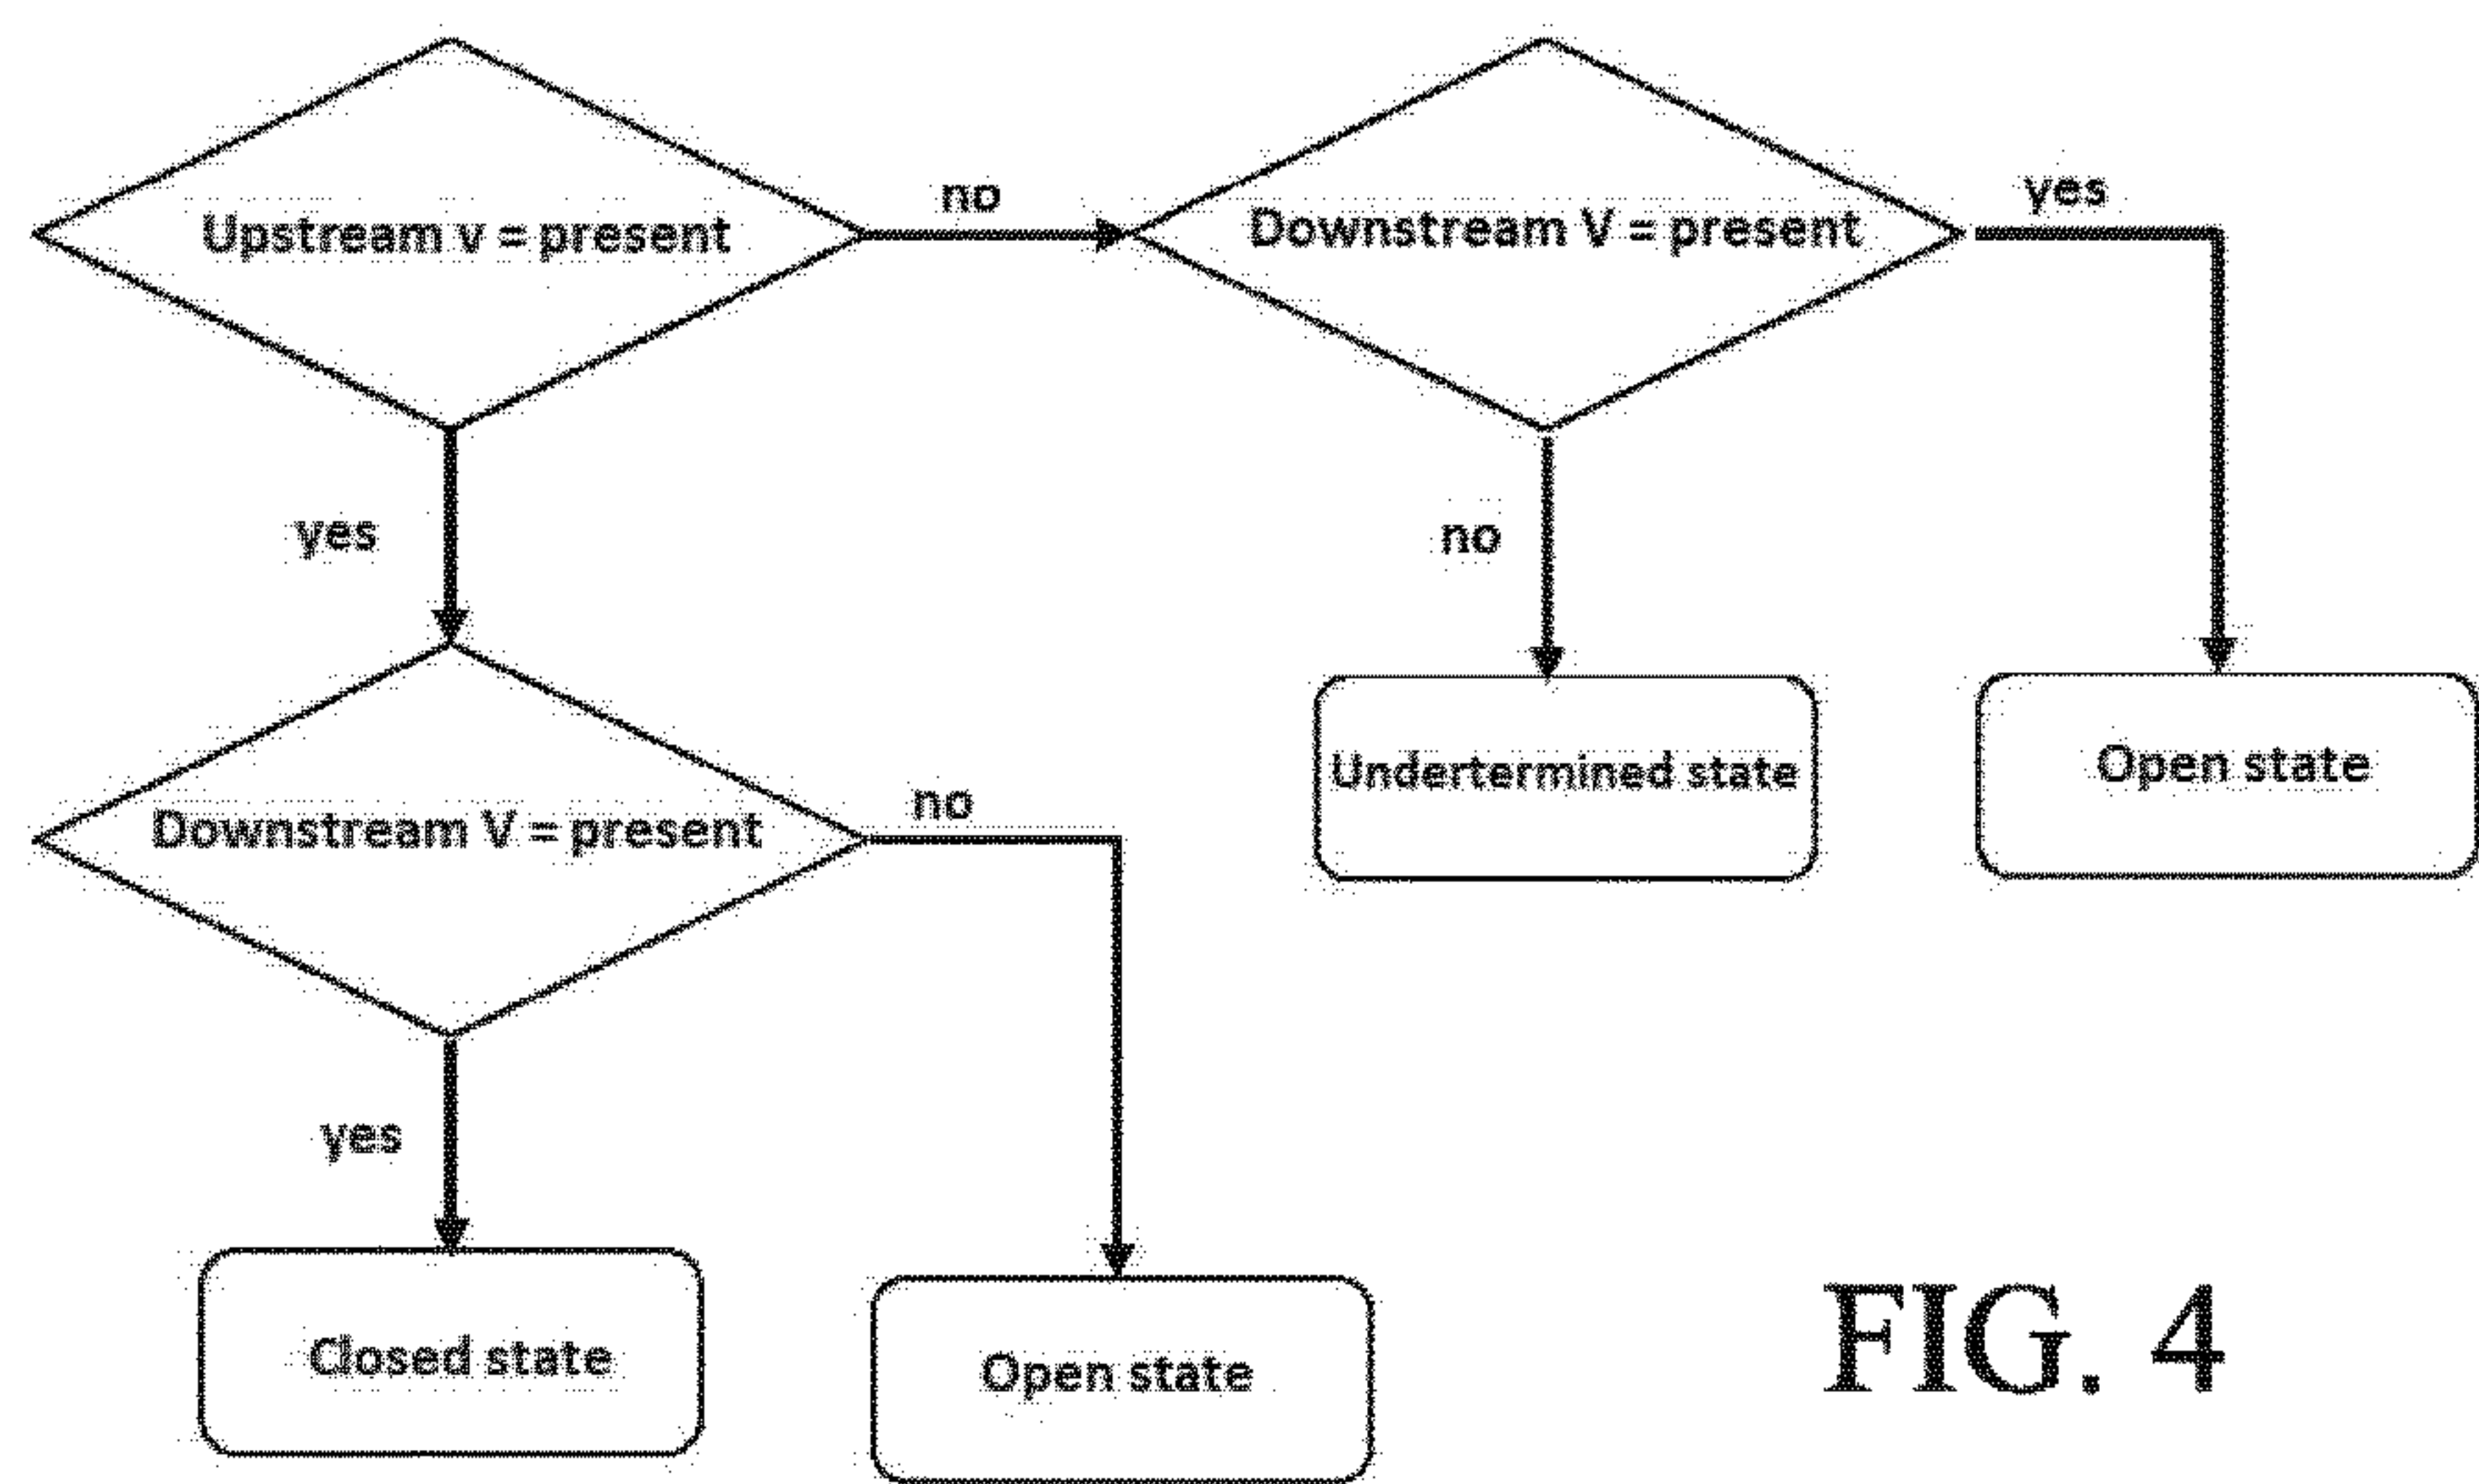 Upstream v = present
no
Downstream V = present
yes
yes
no
Undertermined state
Open state
Downstream V = present
no
yes
Closed state
Open state
FIG. 4